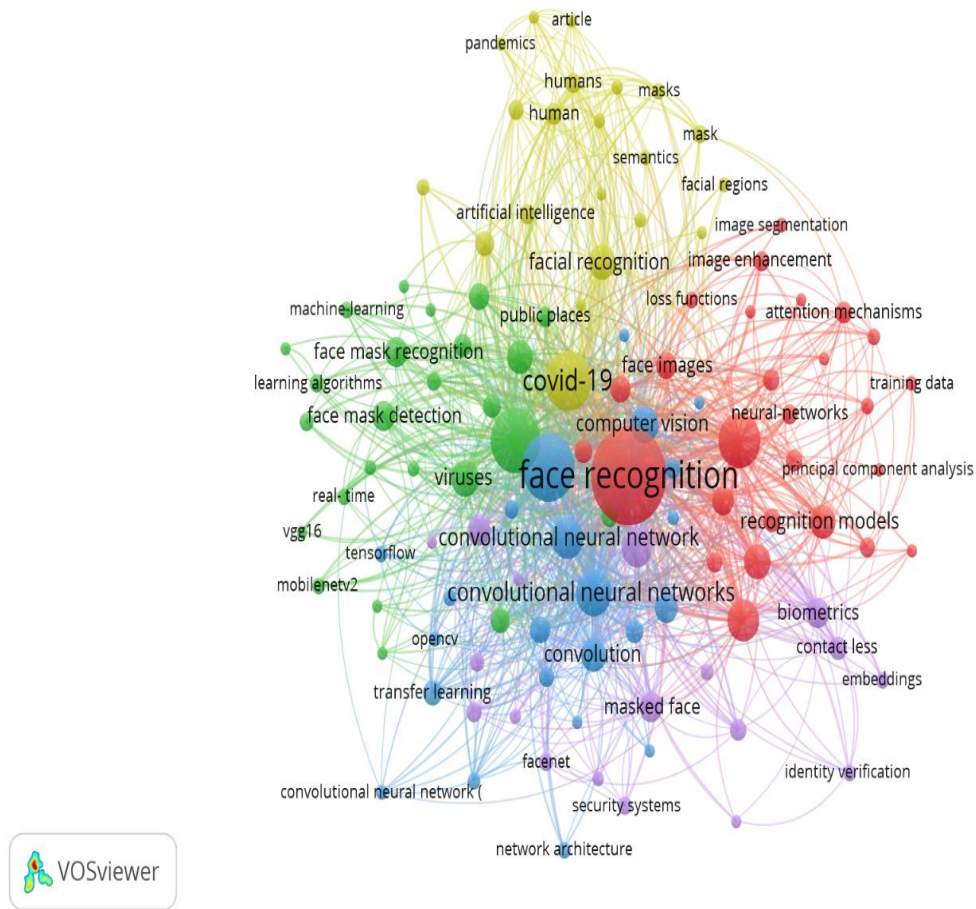 article
pandemics
humans
masks
human
mask
semantics
facial regions
artificial intelligence
image segmentation
facial recognition
image enhancement
loss functions
machine-learning
public places
attention mechanisms
face mask recognition
face images
covid-19
learning algorithms
training data
face mask detection
computer vision
neural-networks
face recognition
viruses
principal component analysis
real- time
recognition models
vgg16
convolutional neural network
tensorflow
mobilenetv2
convolutional neural networks
biometrics
opencv
contact less
convolution
embeddings
transfer learning
masked face
facenet
identity verification
convolutional neural network (
security systems
network architecture
VOSviewer